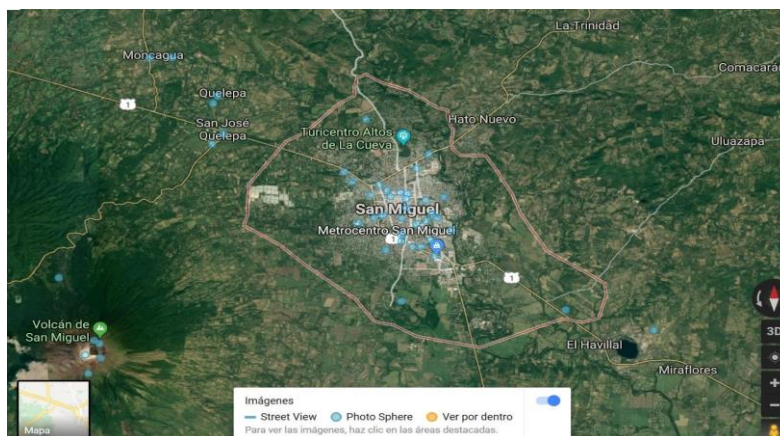 La Trinidad
Moncagua
Comacarán
1
Quelepa
Hato Nuevo
San José
Quelepa
Turicentro Altos
de La Cueva
Uluazapa
San Miguel
Metrocentro San Miguel
1
1
Volcán de
San Miguel
3D
El Havillal
Miraflores
Imágenes
Street View Photo Sphere Ver por dentro
Para ver las imágenes, haz clic en las áreas destacadas.
Mapa